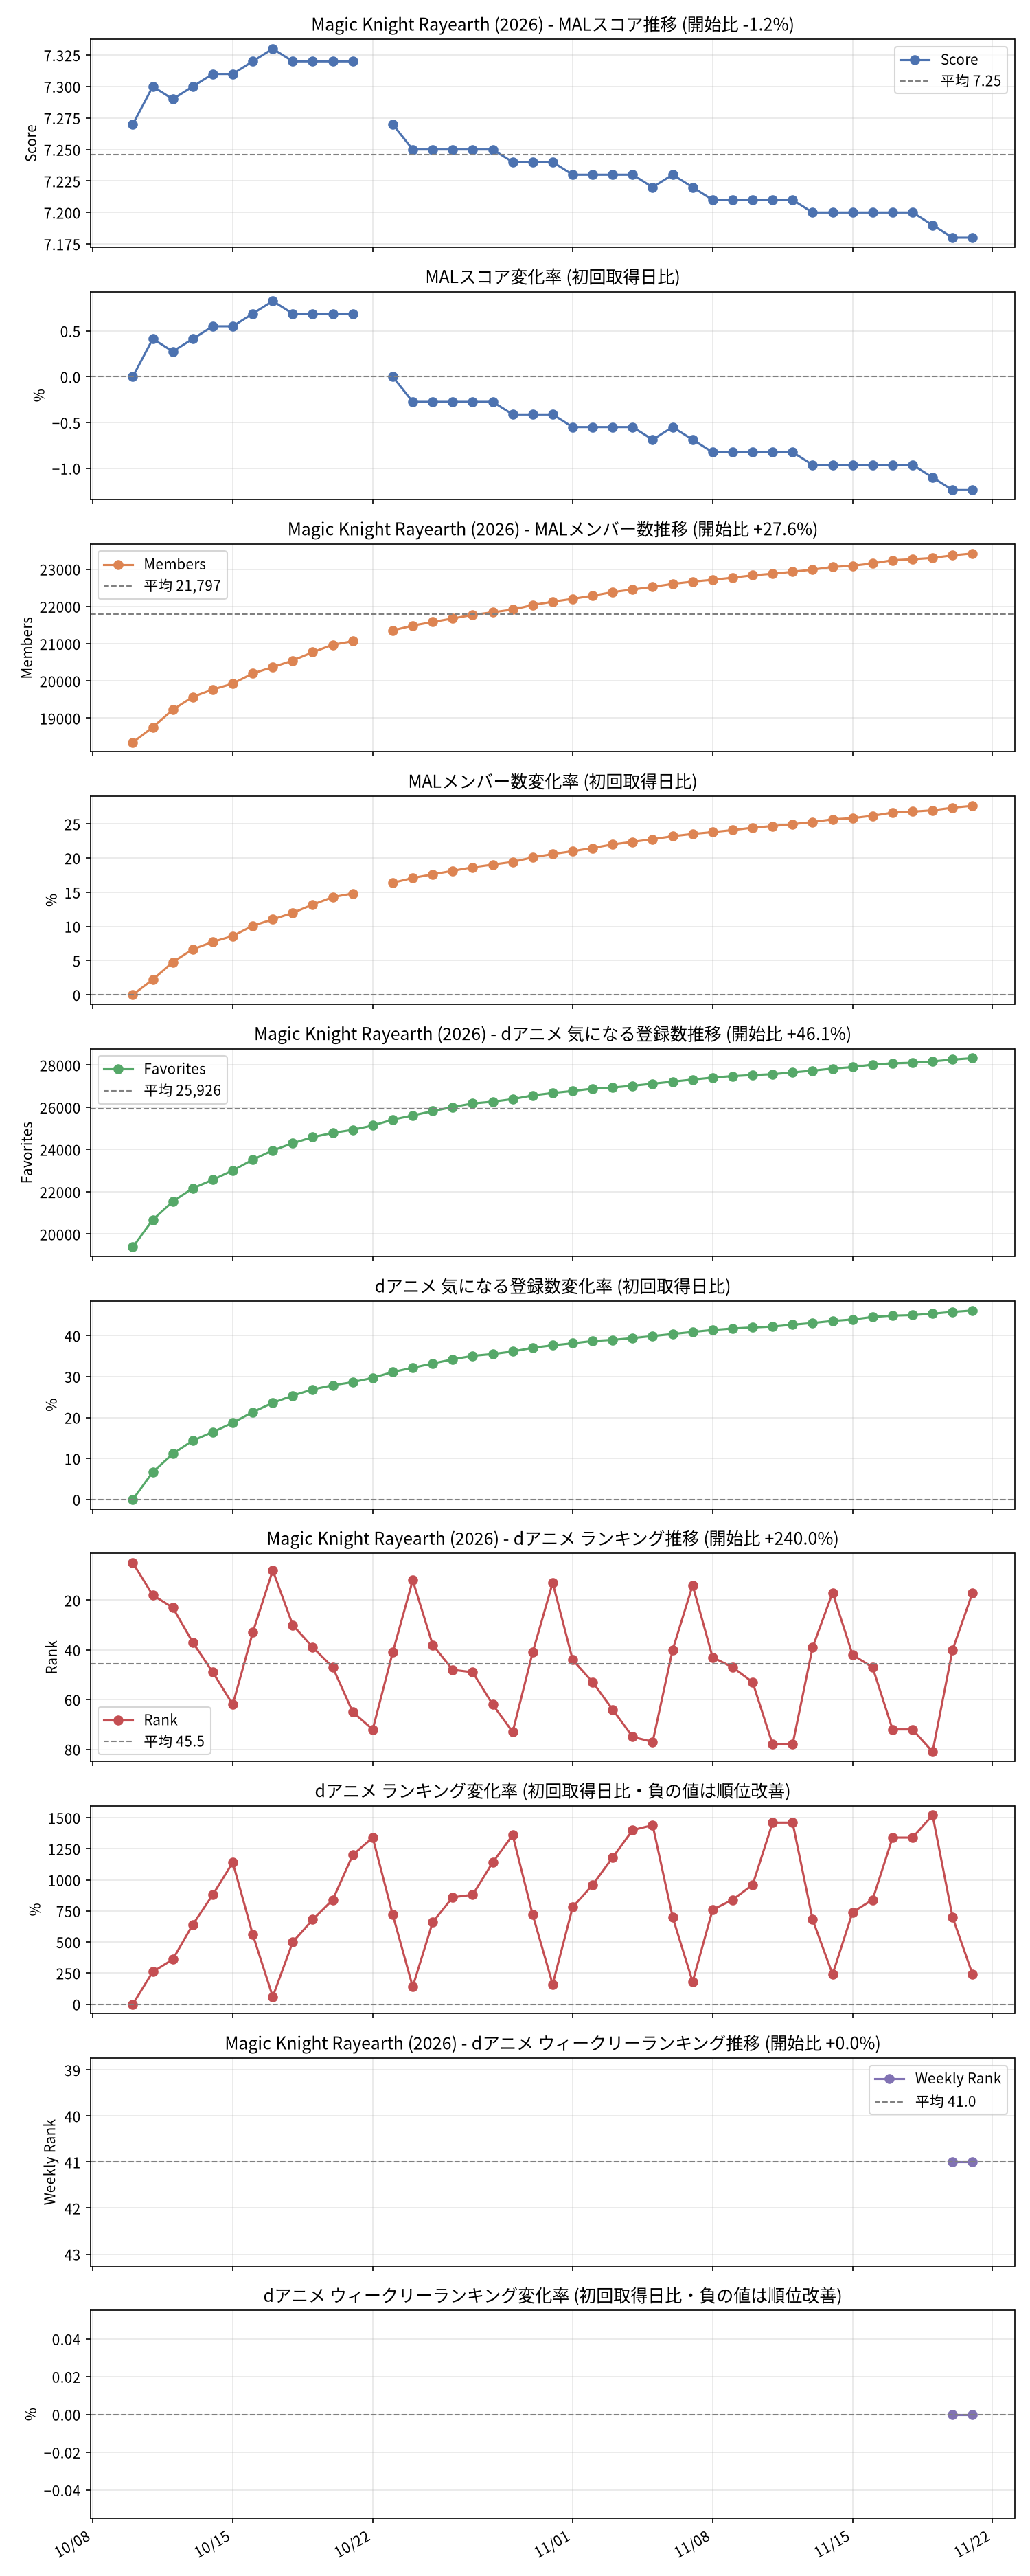 Magic Knight Rayearth (2026) - MALスコア推移 (開始比 -1.2%)
7.325
7.300
7.275
7.250
7.225
7.200
7.175
Score
Score
平均 7.25
MALスコア変化率 (初回取得日比)
0.5
0.0
−0.5
−1.0
%
Magic Knight Rayearth (2026) - MALメンバー数推移 (開始比 +27.6%)
23000
22000
21000
20000
19000
Members
Members
平均 21,797
MALメンバー数変化率 (初回取得日比)
25
20
15
10
5
0
%
Magic Knight Rayearth (2026) - dアニメ 気になる登録数推移 (開始比 +46.1%)
28000
26000
24000
22000
20000
Favorites
Favorites
平均 25,926
dアニメ 気になる登録数変化率 (初回取得日比)
40
30
20
10
0
%
Magic Knight Rayearth (2026) - dアニメ ランキング推移 (開始比 +240.0%)
20
40
60
80
Rank
Rank
平均 45.5
dアニメ ランキング変化率 (初回取得日比・負の値は順位改善)
1500
1250
1000
750
500
250
0
%
Magic Knight Rayearth (2026) - dアニメ ウィークリーランキング推移 (開始比 +0.0%)
39
40
41
42
43
Weekly Rank
Weekly Rank
平均 41.0
dアニメ ウィークリーランキング変化率 (初回取得日比・負の値は順位改善)
0.04
0.02
0.00
−0.02
−0.04
%
10/08
10/15
10/22
11/01
11/08
11/15
11/22